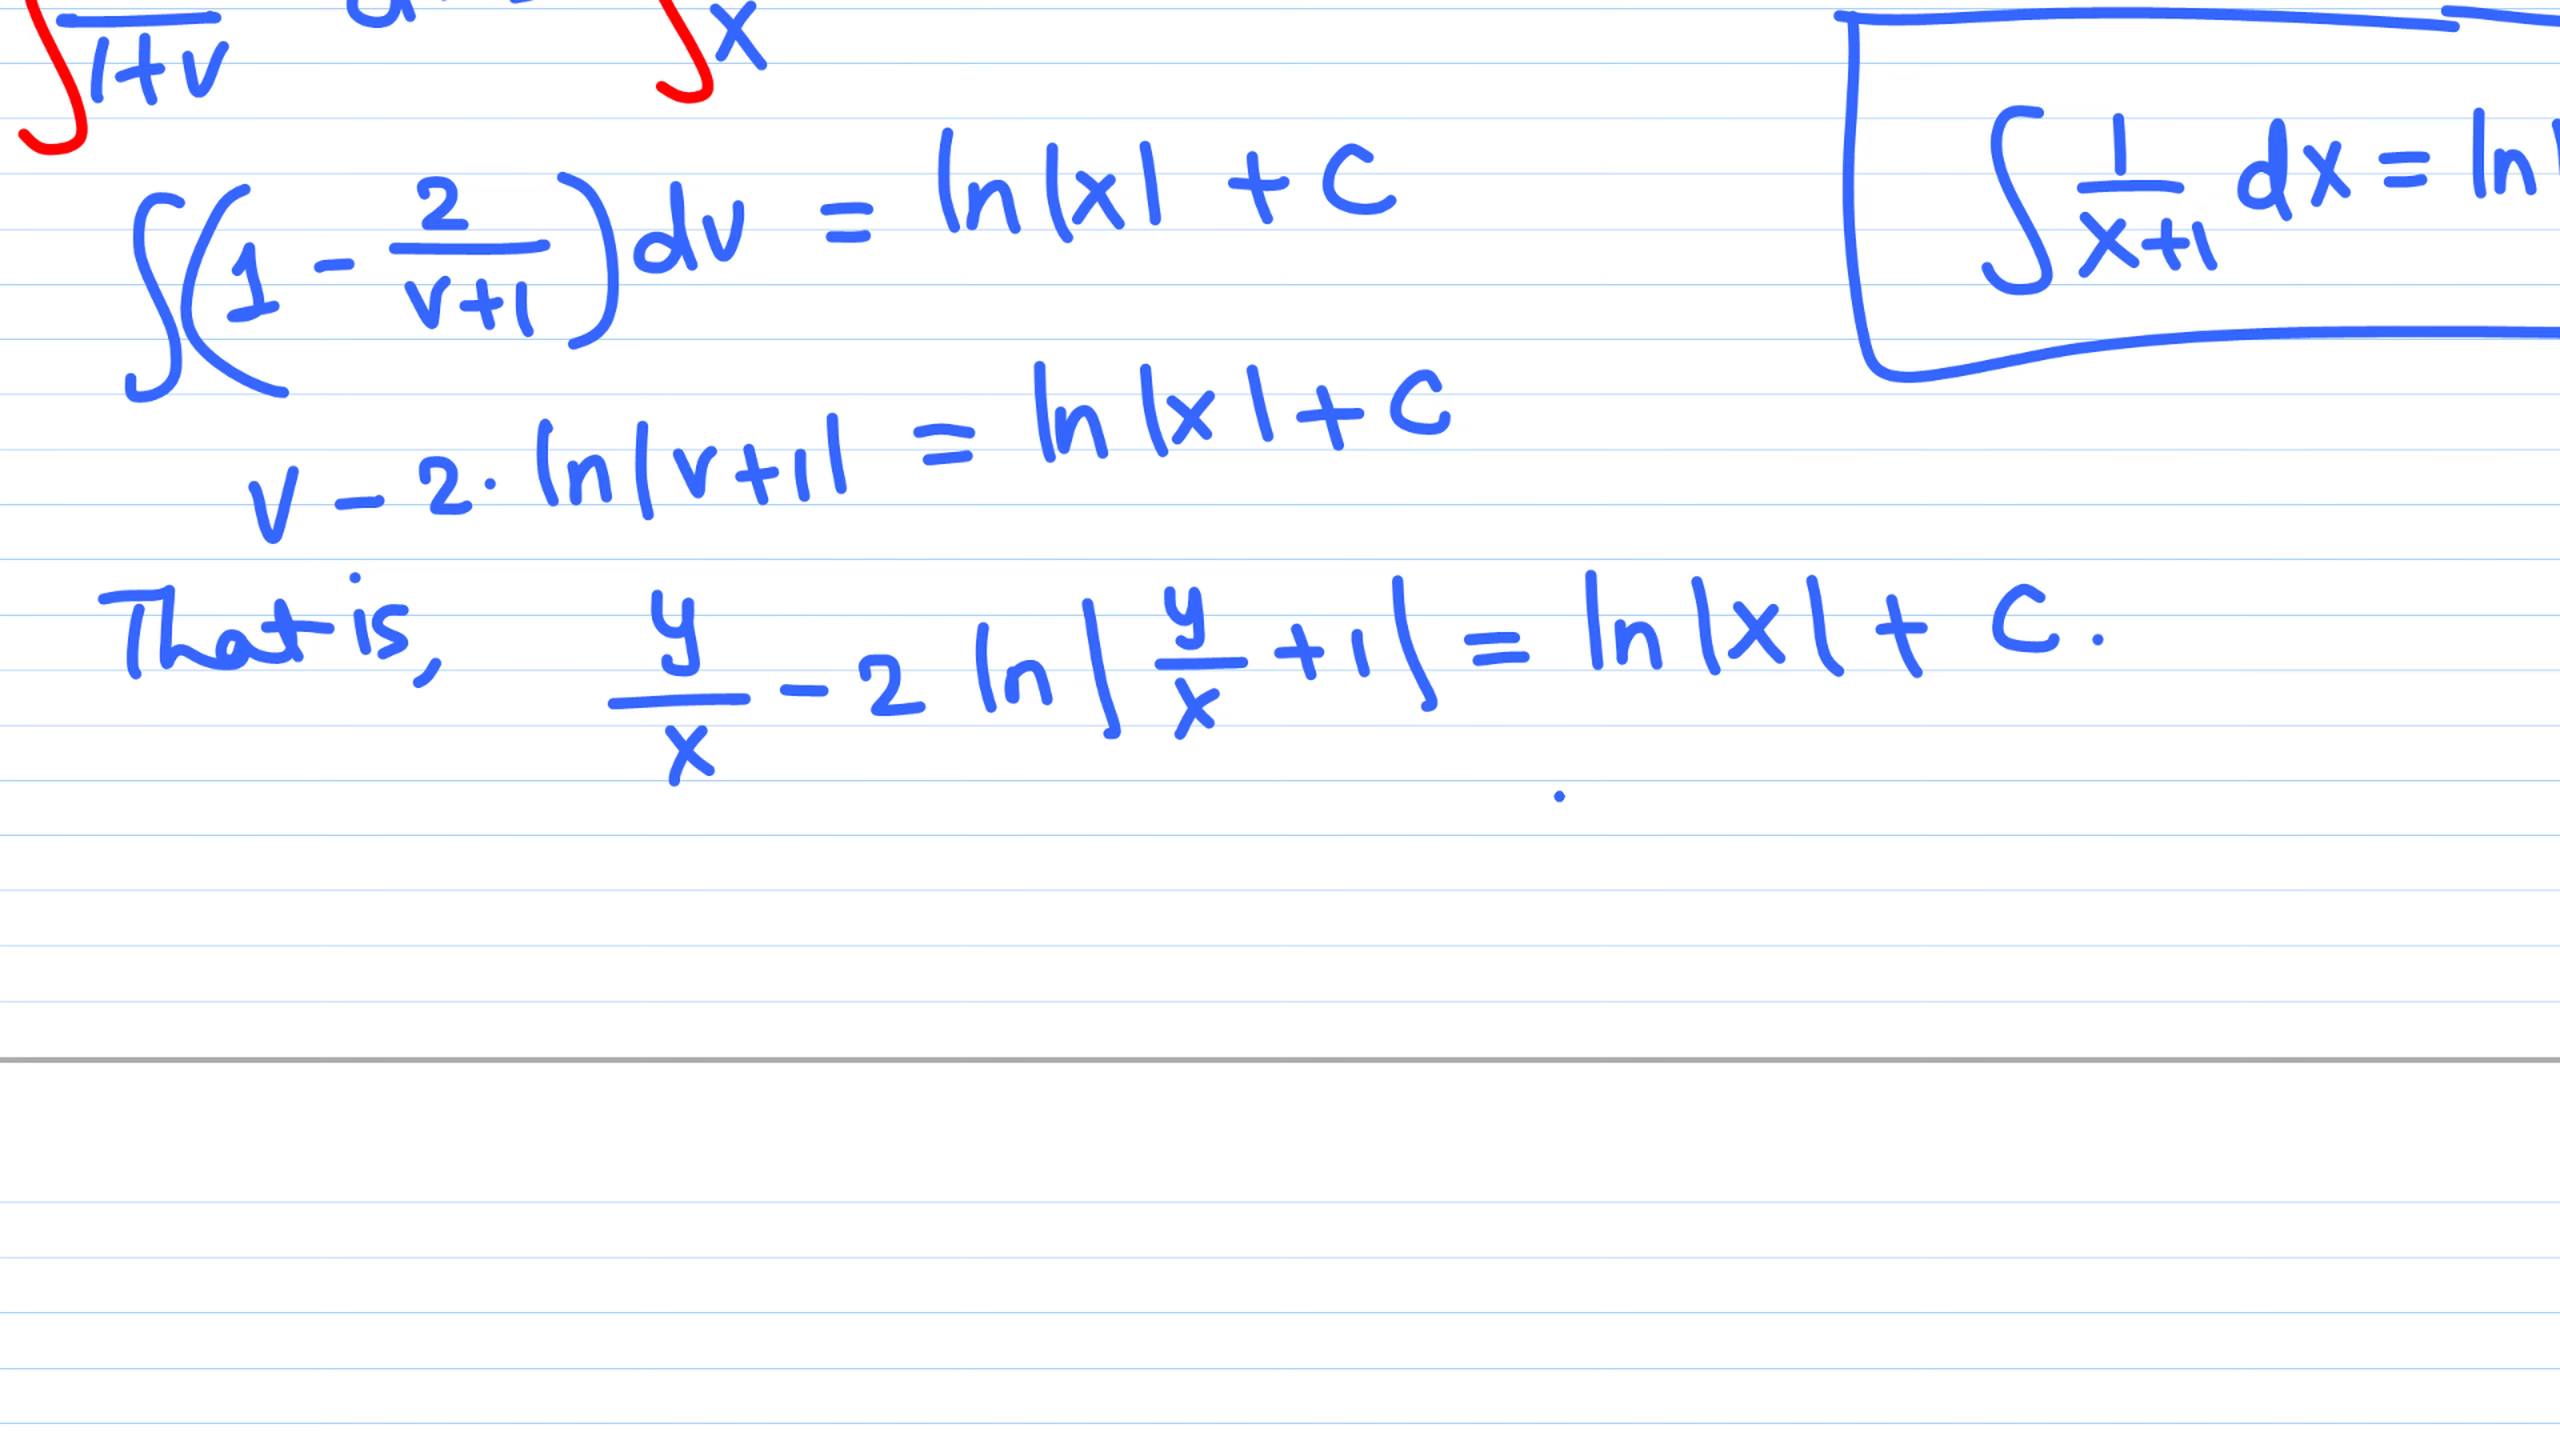 ∫ 1+v ∫ x
∫(1 - 2/(v+1)) dv = ln|x| + C
∫ 1/(x+1) dx = ln
v - 2 · ln|v+1| = ln|x| + C
That is, y/x - 2 ln|y/x + 1| = ln|x| + C.